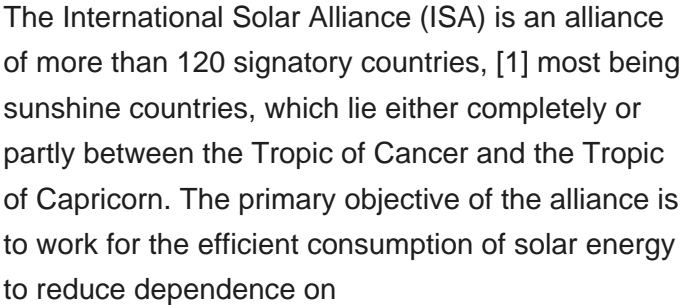 The International Solar Alliance (ISA) is an alliance
of more than 120 signatory countries, [1] most being
sunshine countries, which lie either completely or
partly between the Tropic of Cancer and the Tropic
of Capricorn. The primary objective of the alliance is
to work for the efficient consumption of solar energy
to reduce dependence on